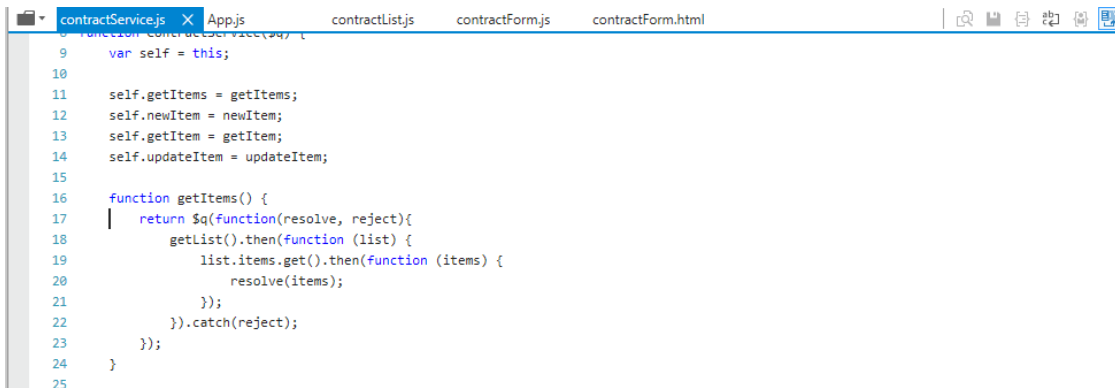 contractService.js X App.js contractList.js contractForm.js contractForm.html
8 function contractService($q) {
9 var self = this;
10
11 self.getItems = getItems;
12 self.newItem = newItem;
13 self.getItem = getItem;
14 self.updateItem = updateItem;
15
16 function getItems() {
17 return $q(function(resolve, reject){
18 getList().then(function (list) {
19 list.items.get().then(function (items) {
20 resolve(items);
21 });
22 }).catch(reject);
23 });
24 }
25